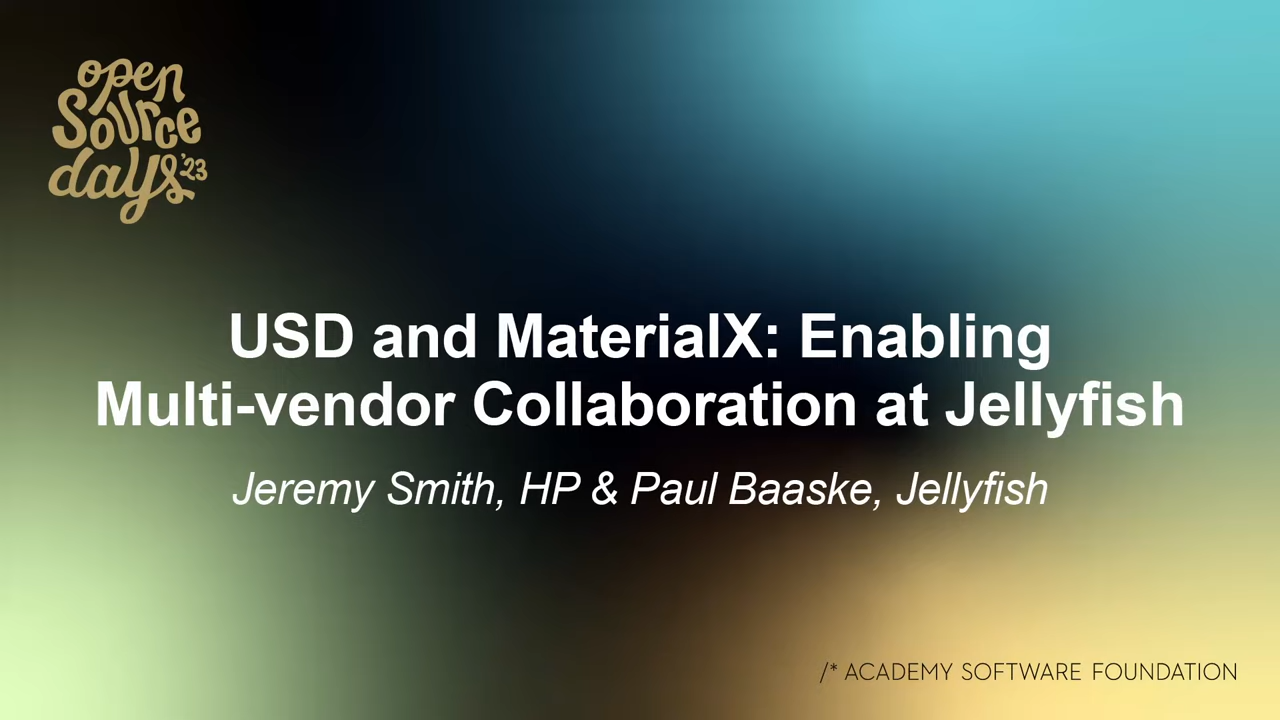 open
source
days '23
USD and MaterialX: Enabling
Multi-vendor Collaboration at Jellyfish
Jeremy Smith, HP & Paul Baaske, Jellyfish
/* ACADEMY SOFTWARE FOUNDATION